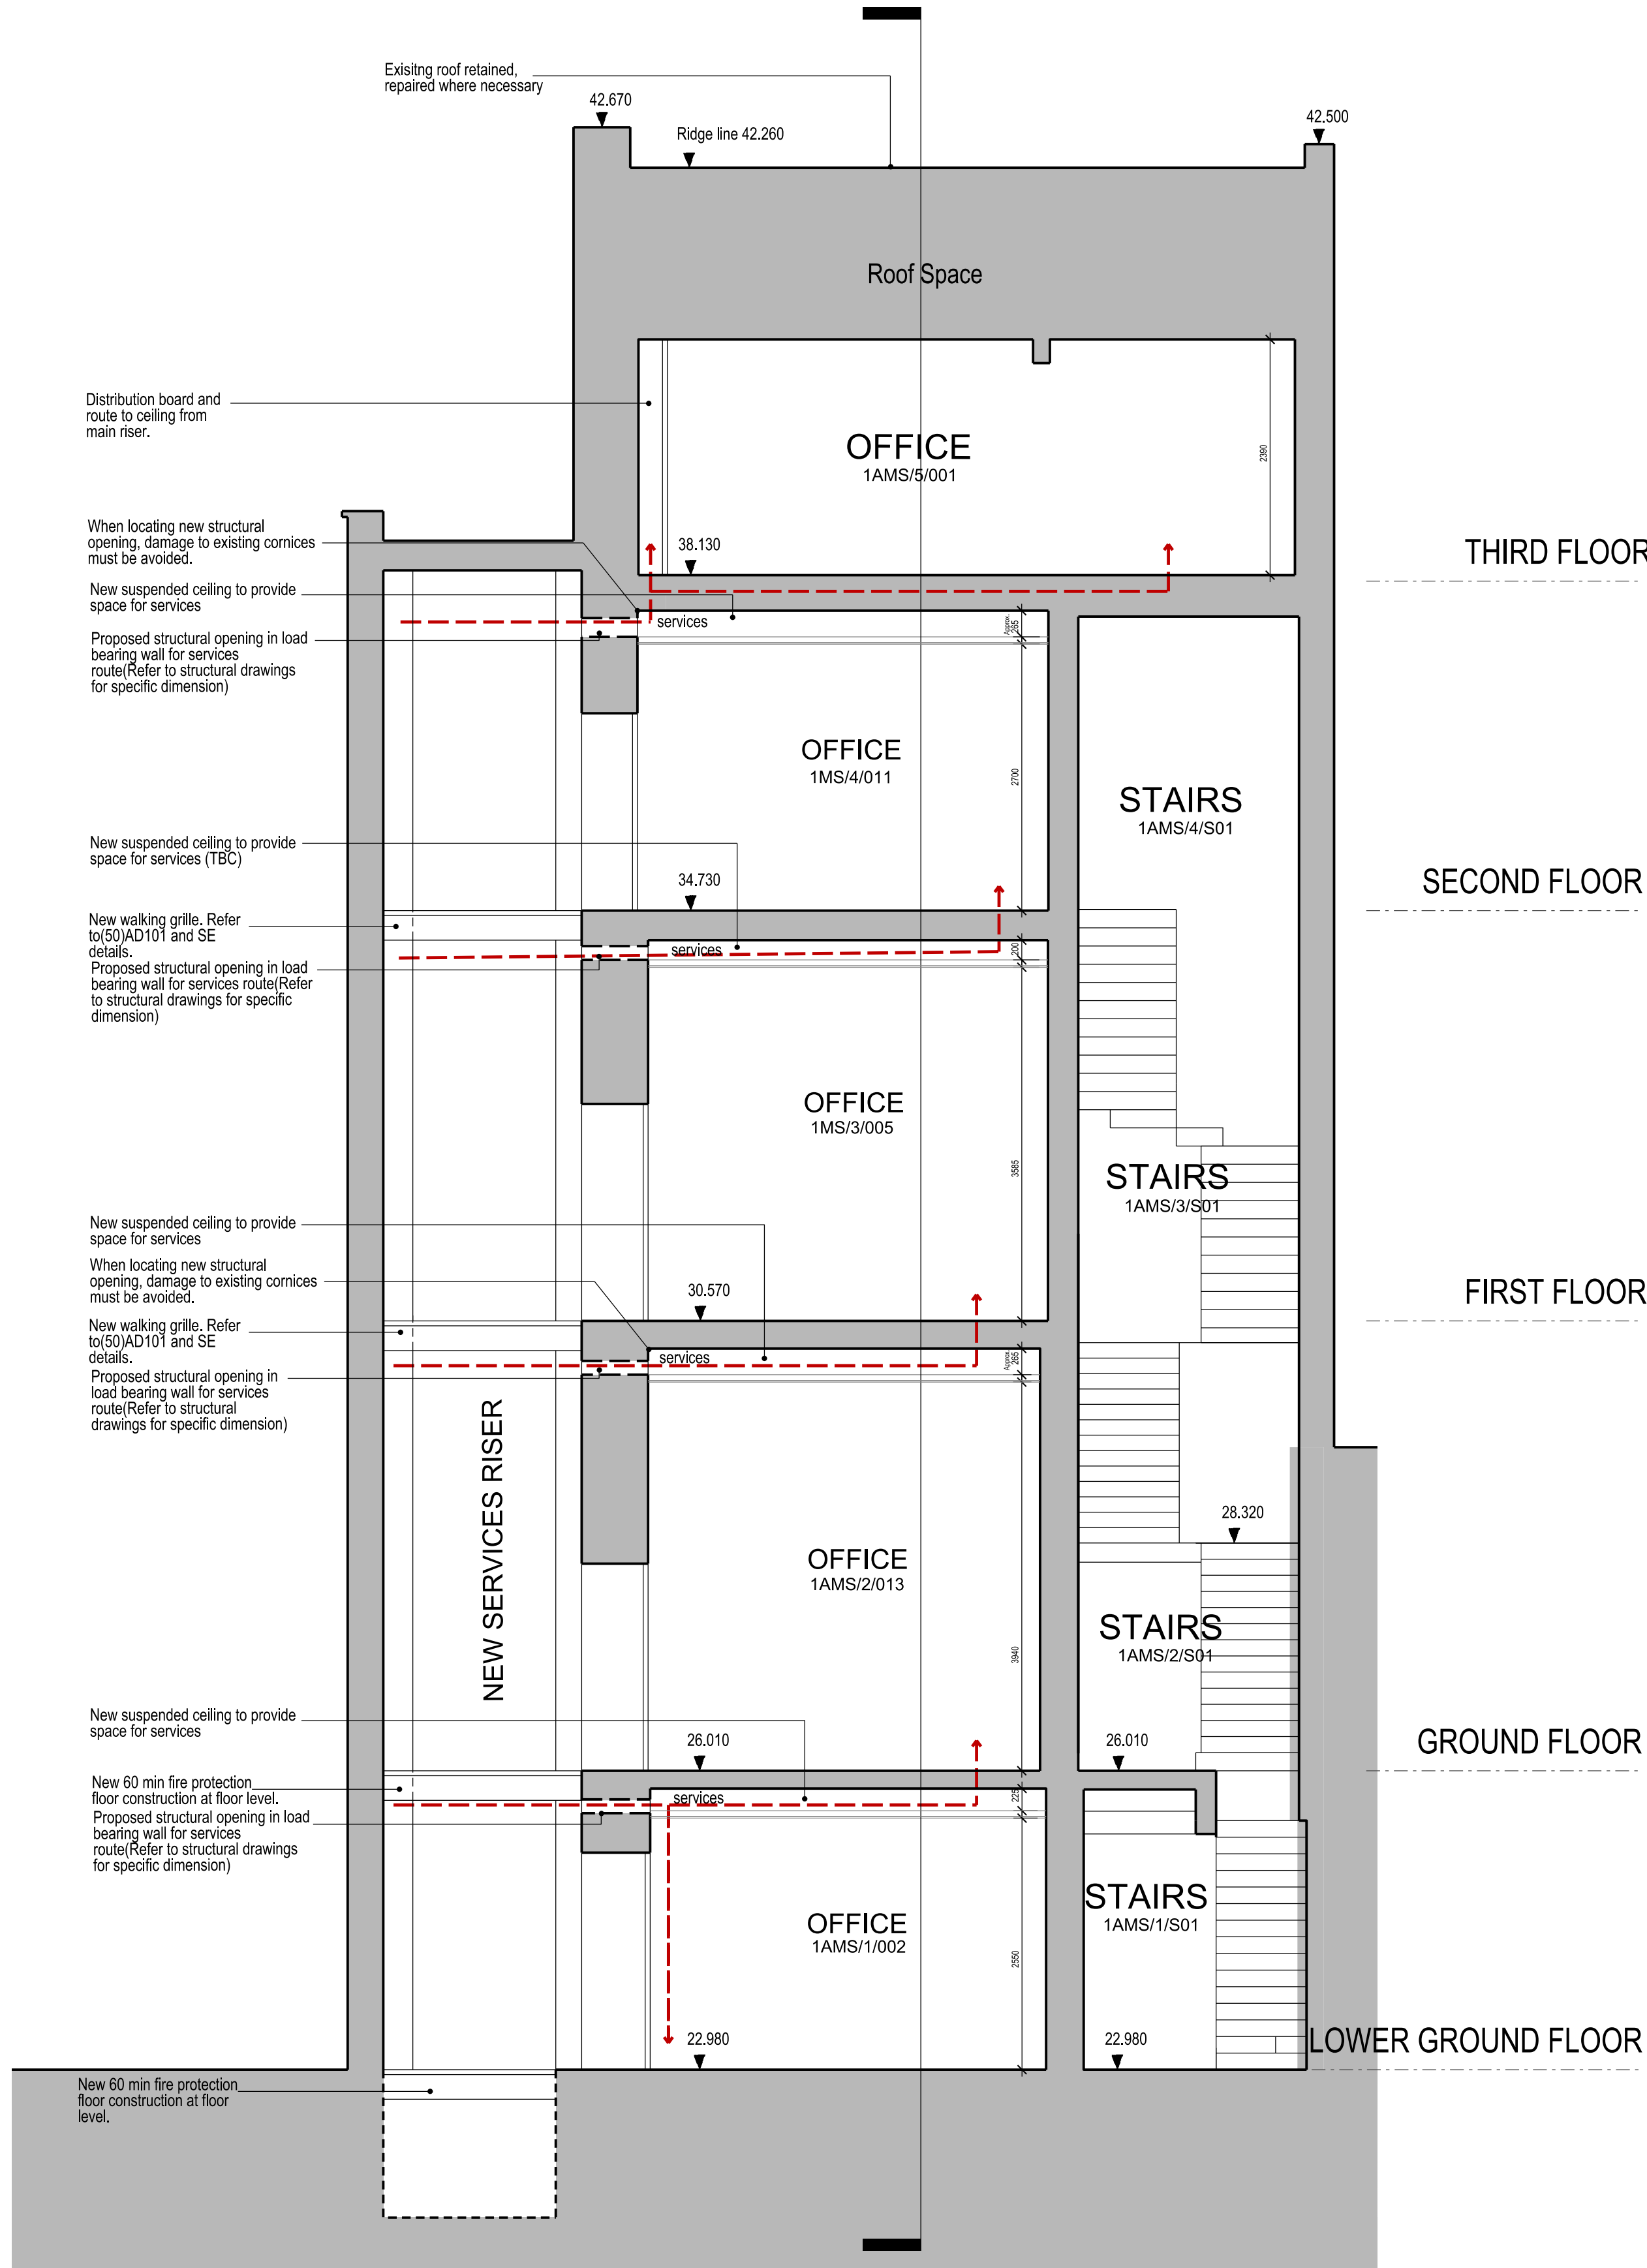 Exisitng roof retained,
repaired where necessary
42.670
Ridge line 42.260
42.500
Roof Space
Distribution board and
route to ceiling from
main riser.
OFFICE
1AMS/5/001
2390
When locating new structural
opening, damage to existing cornices
must be avoided.
38.130
THIRD FLOOR
New suspended ceiling to provide
space for services
services
Approx.
265
Proposed structural opening in load
bearing wall for services
route(Refer to structural drawings
for specific dimension)
OFFICE
1MS/4/011
2700
STAIRS
1AMS/4/S01
New suspended ceiling to provide
space for services (TBC)
34.730
SECOND FLOOR
New walking grille. Refer
to(50)AD101 and SE
details.
services
200
Proposed structural opening in load
bearing wall for services route(Refer
to structural drawings for specific
dimension)
OFFICE
1MS/3/005
3585
STAIRS
1AMS/3/S01
New suspended ceiling to provide
space for services
When locating new structural
opening, damage to existing cornices
must be avoided.
30.570
FIRST FLOOR
New walking grille. Refer
to(50)AD101 and SE
details.
services
Approx.
265
Proposed structural opening in
load bearing wall for services
route(Refer to structural
drawings for specific dimension)
NEW SERVICES RISER
28.320
OFFICE
1AMS/2/013
3940
STAIRS
1AMS/2/S01
New suspended ceiling to provide
space for services
26.010
26.010
GROUND FLOOR
New 60 min fire protection
floor construction at floor level.
services
225
Proposed structural opening in load
bearing wall for services
route(Refer to structural drawings
for specific dimension)
OFFICE
1AMS/1/002
2550
STAIRS
1AMS/1/S01
22.980
22.980
LOWER GROUND FLOOR
New 60 min fire protection
floor construction at floor
level.